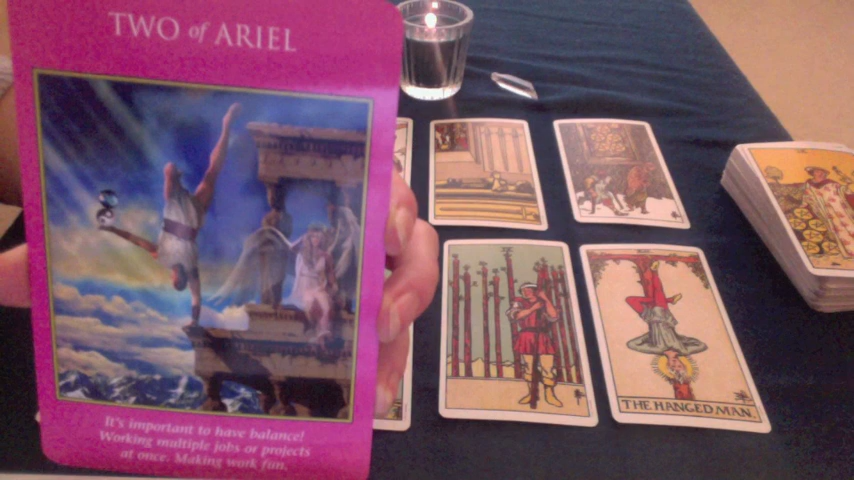 TWO of ARIEL
It's important to have balance!
Working multiple jobs or projects
at once. Making work fun.
THE HANGED MAN.